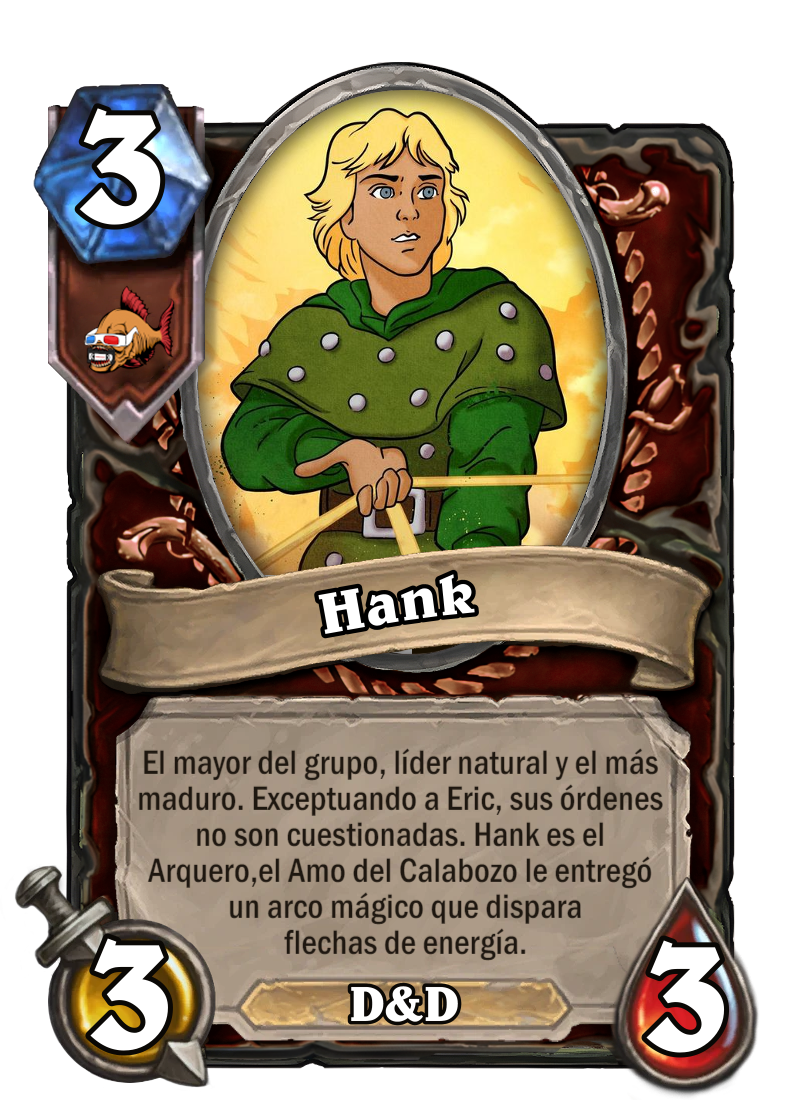 3
Hank
El mayor del grupo, líder natural y el más
maduro. Exceptuando a Eric, sus órdenes
no son cuestionadas. Hank es el
Arquero,el Amo del Calabozo le entregó
un arco mágico que dispara
flechas de energía.
D&D
3
3